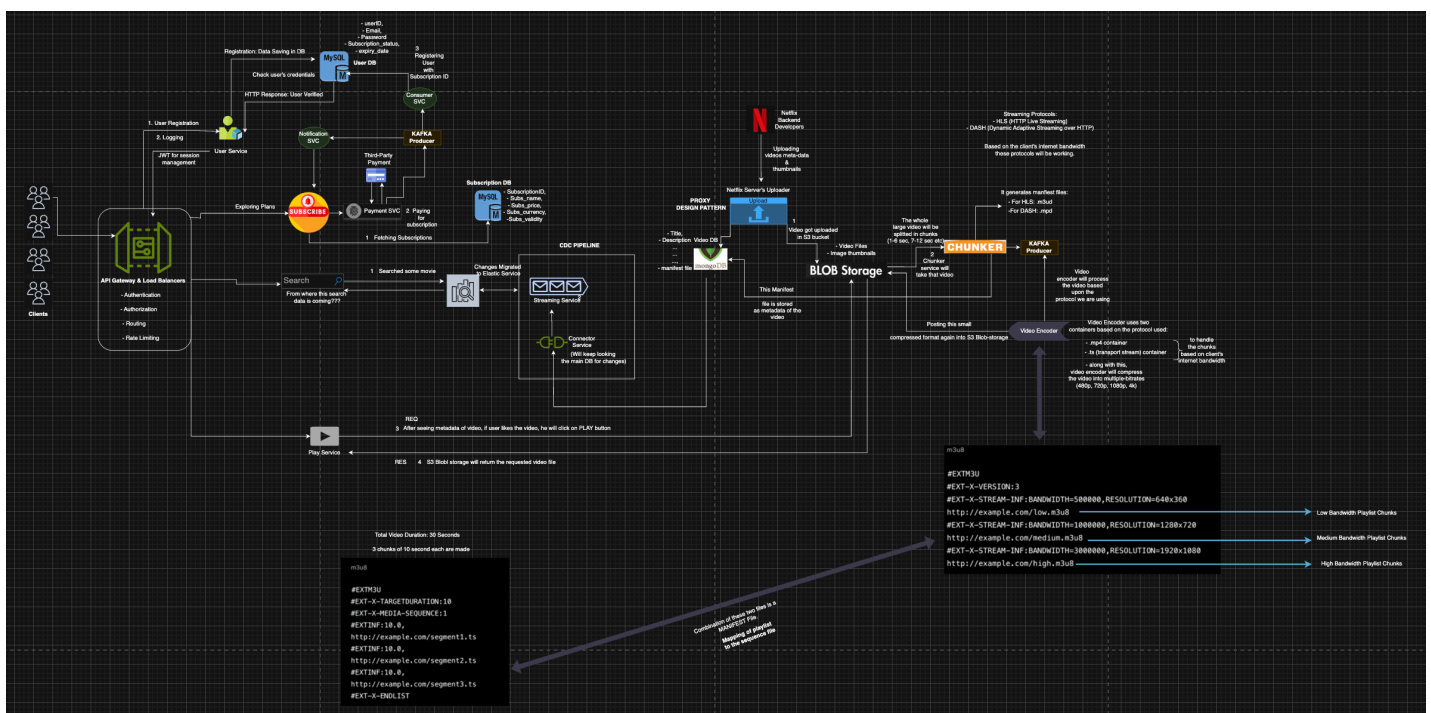 - userID,
- Email,
- Password
- Subscription_status,
- expiry_date
MySQL
User DB
Registration: Data Saving in DB
Check user's credentials
HTTP Response: User Verified
3
Registering
User
with
Subscription ID
Consumer
SVC
1. User Registration
2. Logging
JWT for session
management
User Service
Notification
SVC
KAFKA
Producer
Third-Party
Payment
Exploring Plans
SUBSCRIBE
Payment SVC
2 Paying
for
subscription
Subscription DB
MySQL
- SubscriptionID,
- Subs_name,
- Subs_price,
- Subs_currency,
-Subs_validity
1 Fetching Subscriptions
Clients
API Gateway & Load Balancers
- Authentication
- Authorization
- Routing
- Rate Limiting
Search
From where this search
data is coming???
1 Searched some movie
Changes Migrated
to Elastic Service
CDC PIPELINE
Streaming Service
Connector
Service
(Will keep looking
the main DB for changes)
Netflix
Backend
Developers
Uploading
videos meta-data
&
thumbnails
Netflix Server's Uploader
Upload
PROXY
DESIGN PATTERN
1
Video got uploaded
in S3 bucket
- Title,
- Description
...
...
- manifest file
Video DB
mongoDB
- Video Files
- Image thumbnails
BLOB Storage
This Manifest
file is stored
as metadata of the
video
The whole
large video will be
splitted in chunks
(1-6 sec, 7-12 sec etc)
2
Chunker
service will
take that video
CHUNKER
KAFKA
Producer
Streaming Protocols:
- HLS (HTTP Live Streaming)
- DASH (Dynamic Adaptive Streaming over HTTP)
Based on the client's internet bandwidth
these protocols will be working.
It generates manfiest files:
- For HLS: .m3ud
-For DASH: .mpd
Video
encoder will process
the video based
upon the
protocol we are using
Posting this small
compressed format again into S3 Blob-storage
Video Encoder
Video Encoder uses two
containers based on the protocol used:
- .mp4 container
- .ts (transport stream) container
- along with this,
video encoder will compress
the video into multiple-bitrates
(480p, 720p, 1080p, 4k)
to handle
the chunks
based on client's
internet bandwidth
REQ
3 After seeing metadata of video, if user likes the video, he will click on PLAY button
Play Service
RES 4 S3 Blobl storage will return the requested video file
m3u8
#EXTM3U
#EXT-X-VERSION:3
#EXT-X-STREAM-INF:BANDWIDTH=500000,RESOLUTION=640x360
http://example.com/low.m3u8
#EXT-X-STREAM-INF:BANDWIDTH=1000000,RESOLUTION=1280x720
http://example.com/medium.m3u8
#EXT-X-STREAM-INF:BANDWIDTH=3000000,RESOLUTION=1920x1080
http://example.com/high.m3u8
Low Bandwidth Playlist Chunks
Medium Bandwidth Playlist Chunks
High Bandwidth Playlist Chunks
Total Video Duration: 30 Seconds
3 chunks of 10 second each are made
m3u8
#EXTM3U
#EXT-X-TARGETDURATION:10
#EXT-X-MEDIA-SEQUENCE:1
#EXTINF:10.0,
http://example.com/segment1.ts
#EXTINF:10.0,
http://example.com/segment2.ts
#EXTINF:10.0,
http://example.com/segment3.ts
#EXT-X-ENDLIST
Combination of these two files is a
MANIFEST File.
Mapping of playlist
to the sequence file